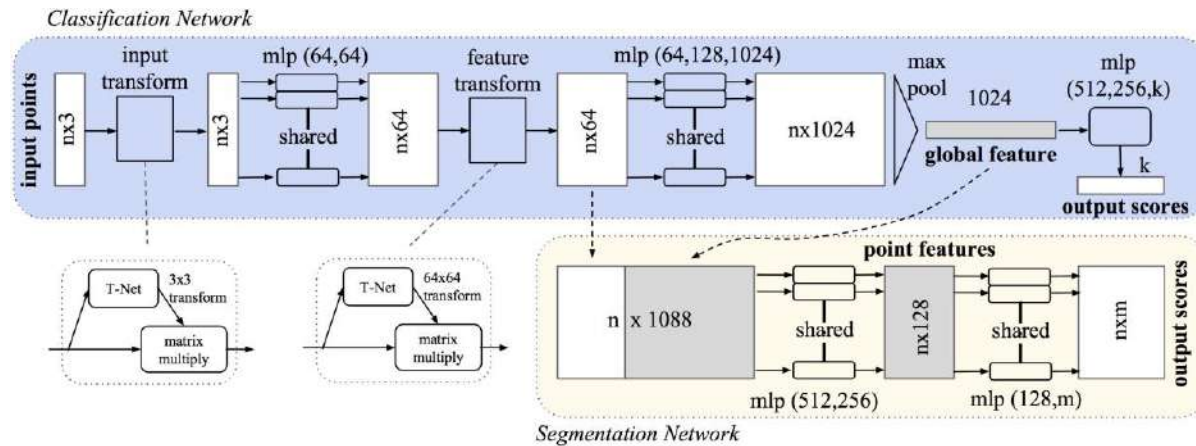 Classification Network
input points
nx3
input
transform
nx3
mlp (64,64)
shared
nx64
feature
transform
nx64
mlp (64,128,1024)
shared
nx1024
max
pool
1024
global feature
mlp
(512,256,k)
k
output scores
T-Net
3x3
transform
matrix
multiply
T-Net
64x64
transform
matrix
multiply
point features
n x 1088
shared
mlp (512,256)
nx128
shared
mlp (128,m)
nxm
output scores
Segmentation Network